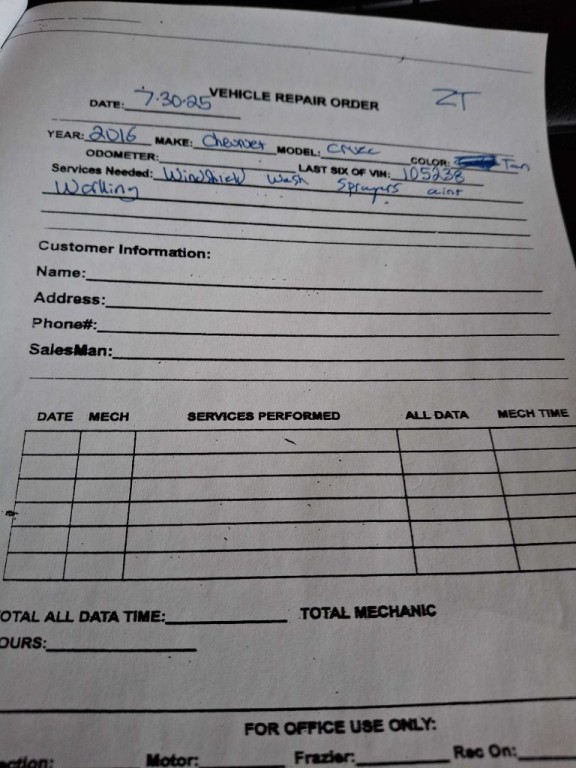 VEHICLE REPAIR ORDER ZT
DATE: 7-30-25
YEAR: 2016 MAKE: Chevrolet MODEL: Cruze
ODOMETER: COLOR: Tan
LAST SIX OF VIN: 105238
Services Needed: Windshield Wash Sprayers aint
Working
Customer Information:
Name:
Address:
Phone#:
SalesMan:
DATE MECH SERVICES PERFORMED ALL DATA MECH TIME
OTAL ALL DATA TIME: TOTAL MECHANIC
OURS:
FOR OFFICE USE ONLY:
ection: Motor: Frazier: Rec On: